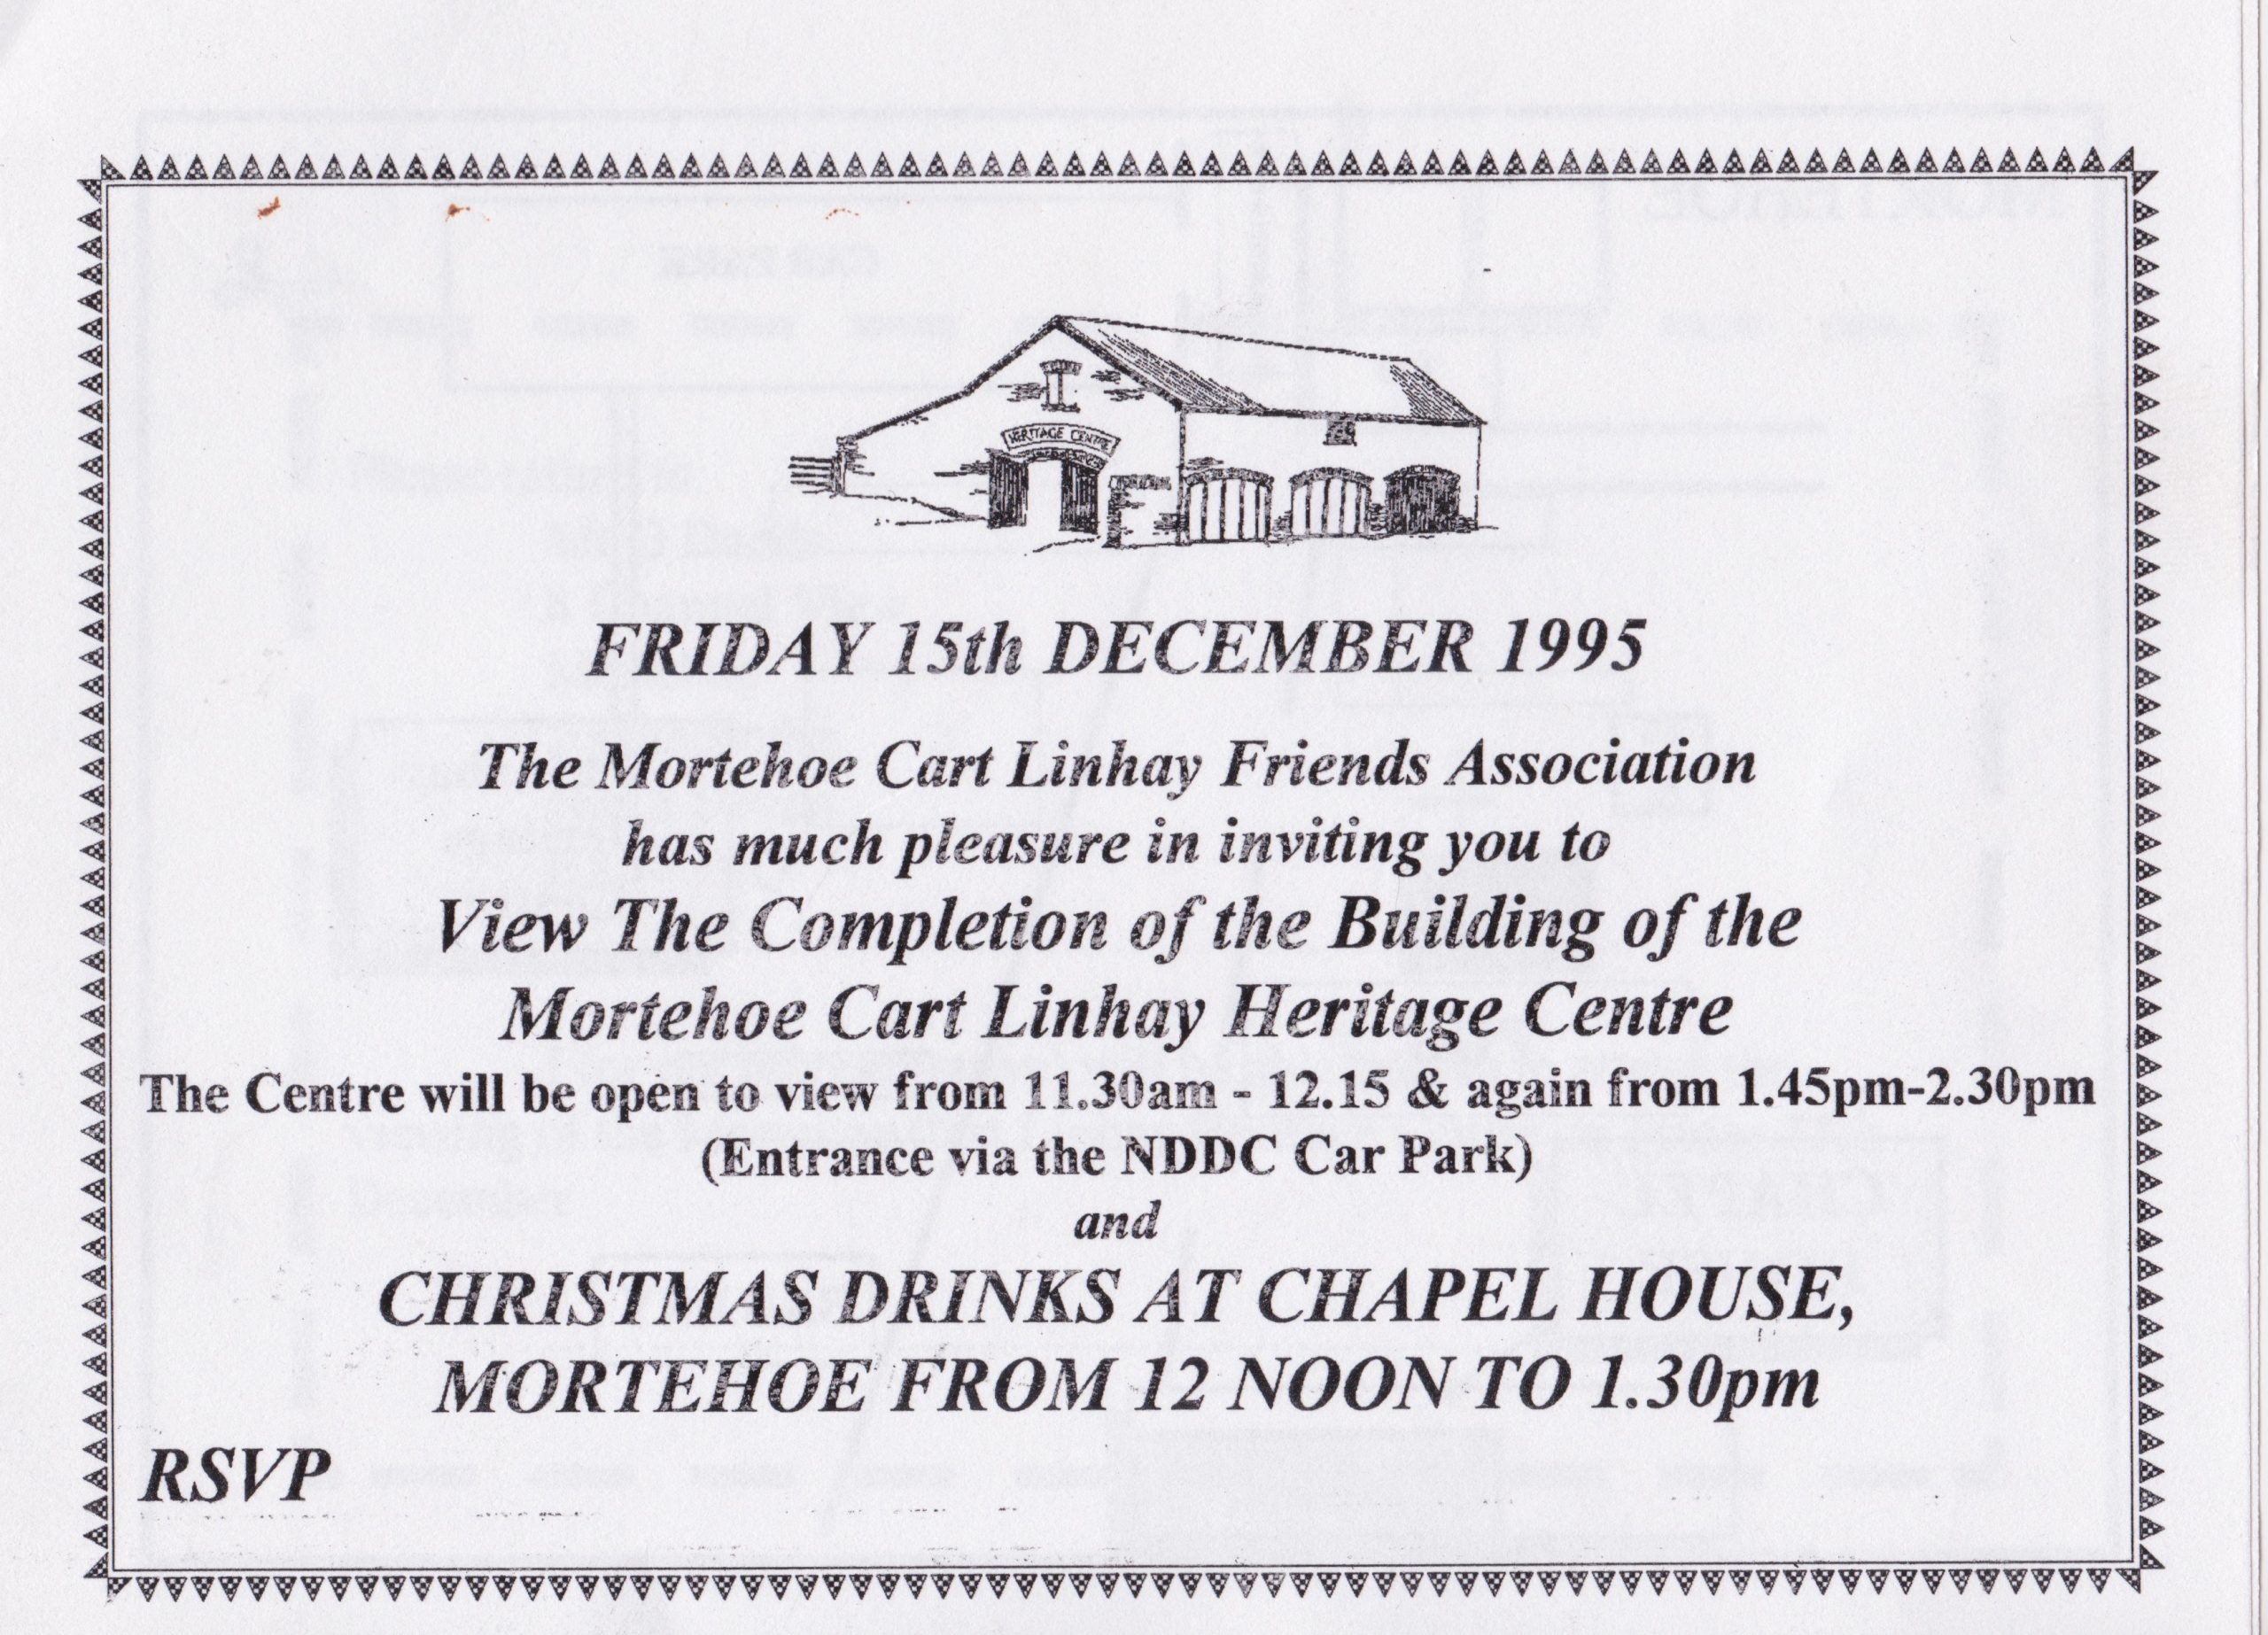 HERITAGE CENTRE
FRIDAY 15th DECEMBER 1995
The Mortehoe Cart Linhay Friends Association
has much pleasure in inviting you to
View The Completion of the Building of the
Mortehoe Cart Linhay Heritage Centre
The Centre will be open to view from 11.30am - 12.15 & again from 1.45pm-2.30pm
(Entrance via the NDDC Car Park)
and
CHRISTMAS DRINKS AT CHAPEL HOUSE,
MORTEHOE FROM 12 NOON TO 1.30pm
RSVP